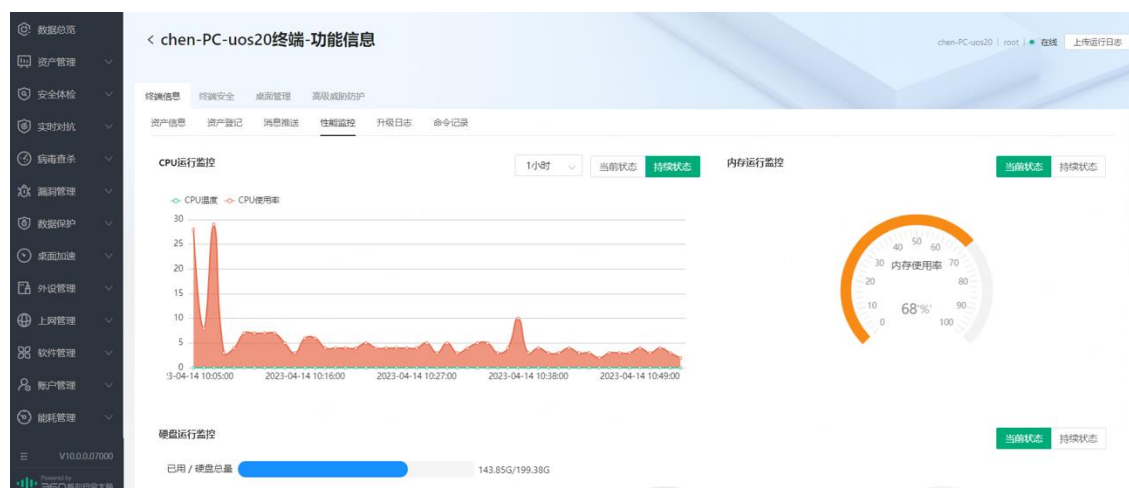 数据总览
资产管理
安全体检
实时对抗
病毒查杀
漏洞管理
数据保护
桌面加速
外设管理
上网管理
软件管理
账户管理
能耗管理
V10.0.0.07000
Powered by
< chen-PC-uos20终端-功能信息
chen-PC-uos20 | root | 在线 上传运行日志
终端信息 终端安全 桌面管理 高级威胁防护
资产信息 资产登记 消息推送 性能监控 升级日志 命令记录
CPU运行监控 1小时 当前状态 持续状态
CPU温度 CPU使用率
30
25
20
15
10
5
0
3-04-14 10:05:00 2023-04-14 10:16:00 2023-04-14 10:27:00 2023-04-14 10:38:00 2023-04-14 10:49:00
内存运行监控 当前状态 持续状态
0 10 20 30 40 50 60 70 80 90 100
内存使用率
68'%'
硬盘运行监控 当前状态 持续状态
已用 / 硬盘总量 143.85G/199.38G